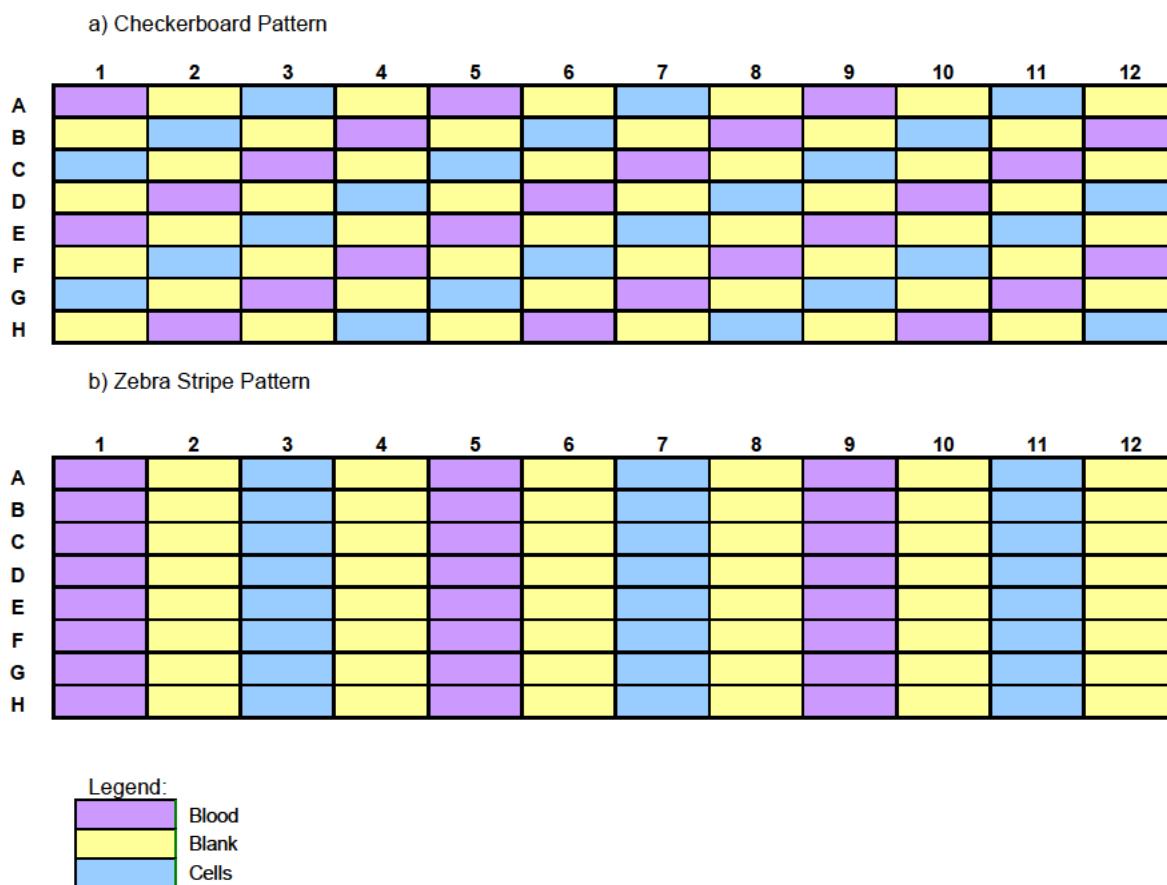 a) Checkerboard Pattern
1 2 3 4 5 6 7 8 9 10 11 12
A
B
C
D
E
F
G
H
b) Zebra Stripe Pattern
1 2 3 4 5 6 7 8 9 10 11 12
A
B
C
D
E
F
G
H
Legend:
Blood
Blank
Cells